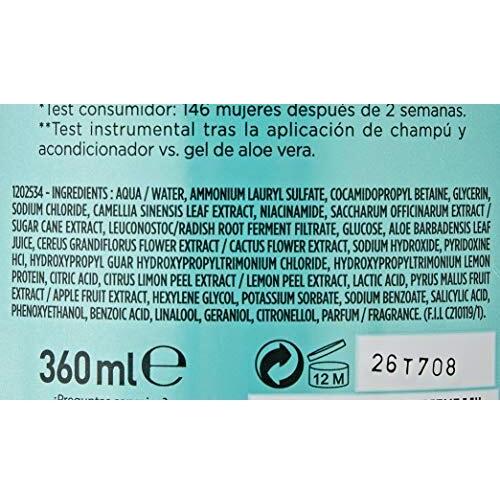 *Test consumidor: 146 mujeres después de 2 semanas.
**Test instrumental tras la aplicación de champú y
acondicionador vs. gel de aloe vera.
1202534 - INGREDIENTS : AQUA / WATER, AMMONIUM LAURYL SULFATE, COCAMIDOPROPYL BETAINE, GLYCERIN,
SODIUM CHLORIDE, CAMELLIA SINENSIS LEAF EXTRACT, NIACINAMIDE, SACCHARUM OFFICINARUM EXTRACT /
SUGAR CANE EXTRACT, LEUCONOSTOC/RADISH ROOT FERMENT FILTRATE, GLUCOSE, ALOE BARBADENSIS LEAF
JUICE, CEREUS GRANDIFLORUS FLOWER EXTRACT / CACTUS FLOWER EXTRACT, SODIUM HYDROXIDE, PYRIDOXINE
HCI, HYDROXYPROPYL GUAR HYDROXYPROPYLTRIMONIUM CHLORIDE, HYDROXYPROPYLTRIMONIUM LEMON
PROTEIN, CITRIC ACID, CITRUS LIMON PEEL EXTRACT / LEMON PEEL EXTRACT, LACTIC ACID, PYRUS MALUS FRUIT
EXTRACT / APPLE FRUIT EXTRACT, HEXYLENE GLYCOL, POTASSIUM SORBATE, SODIUM BENZOATE, SALICYLIC ACID,
PHENOXYETHANOL, BENZOIC ACID, LINALOOL, GERANIOL, CITRONELLOL, PARFUM / FRAGRANCE. (F.I.L C210119/1).
360 ml e
12 M
26T708